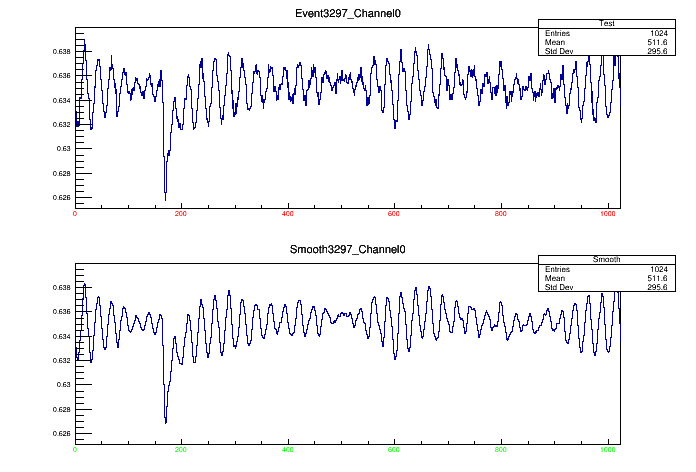 Event3297_Channel0
Test
Entries 1024
Mean 511.6
Std Dev 295.6
0.638
0.636
0.634
0.632
0.63
0.628
0.626
0 200 400 600 800 1000
Smooth3297_Channel0
Smooth
Entries 1024
Mean 511.6
Std Dev 295.6
0.638
0.636
0.634
0.632
0.63
0.628
0.626
0 200 400 600 800 1000